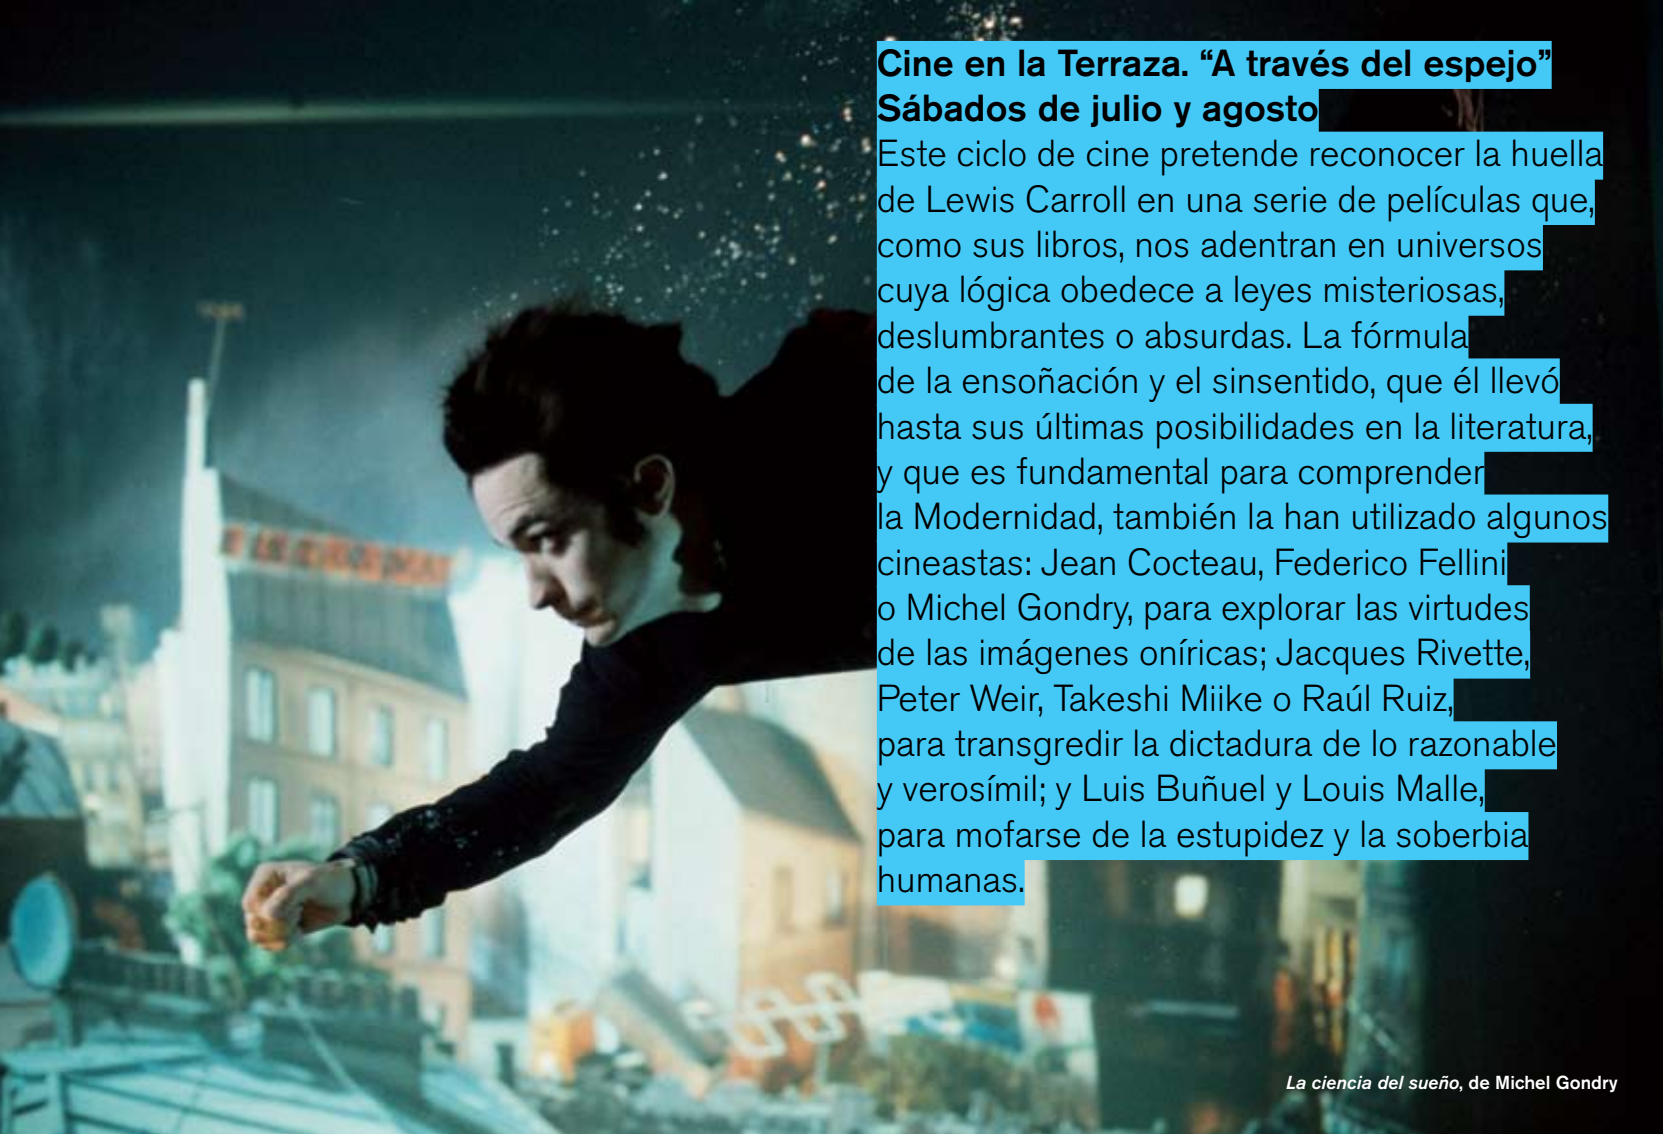 Cine en la Terraza. “A través del espejo”
Sábados de julio y agosto
Este ciclo de cine pretende reconocer la huella
de Lewis Carroll en una serie de películas que,
como sus libros, nos adentran en universos
cuya lógica obedece a leyes misteriosas,
deslumbrantes o absurdas. La fórmula
de la ensoñación y el sinsentido, que él llevó
hasta sus últimas posibilidades en la literatura,
y que es fundamental para comprender
la Modernidad, también la han utilizado algunos
cineastas: Jean Cocteau, Federico Fellini
o Michel Gondry, para explorar las virtudes
de las imágenes oníricas; Jacques Rivette,
Peter Weir, Takeshi Miike o Raúl Ruiz,
para transgredir la dictadura de lo razonable
y verosímil; y Luis Buñuel y Louis Malle,
para mofarse de la estupidez y la soberbia
humanas.
La ciencia del sueño, de Michel Gondry